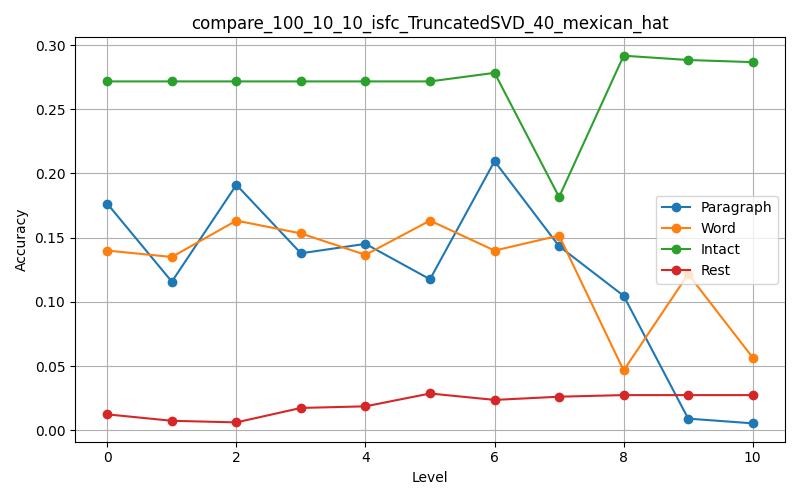 compare_100_10_10_isfc_TruncatedSVD_40_mexican_hat
0.30
0.25
0.20
0.15
0.10
0.05
0.00
Accuracy
Paragraph
Word
Intact
Rest
0 2 4 6 8 10
Level